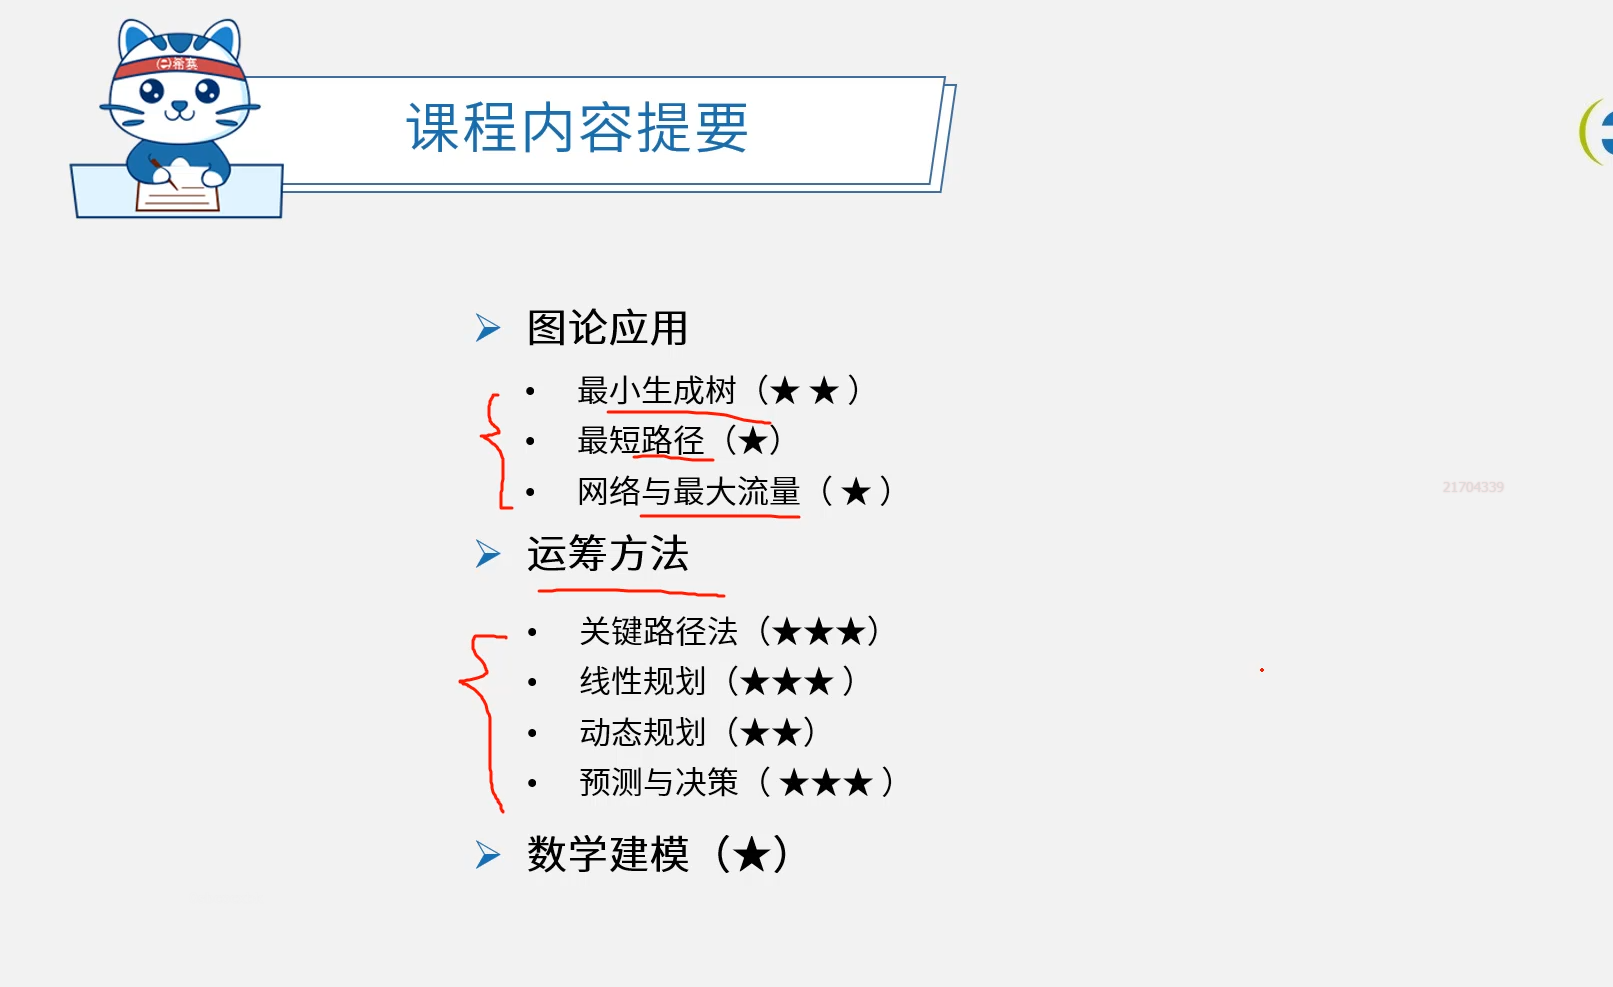 希赛
课程内容提要
➢ 图论应用
• 最小生成树（★ ★ ）
• 最短路径（★）
• 网络与最大流量（ ★ ）
21704339
➢ 运筹方法
• 关键路径法（★★★）
• 线性规划（★★★ ）
• 动态规划（★★）
• 预测与决策（ ★★★ ）
➢ 数学建模（★）